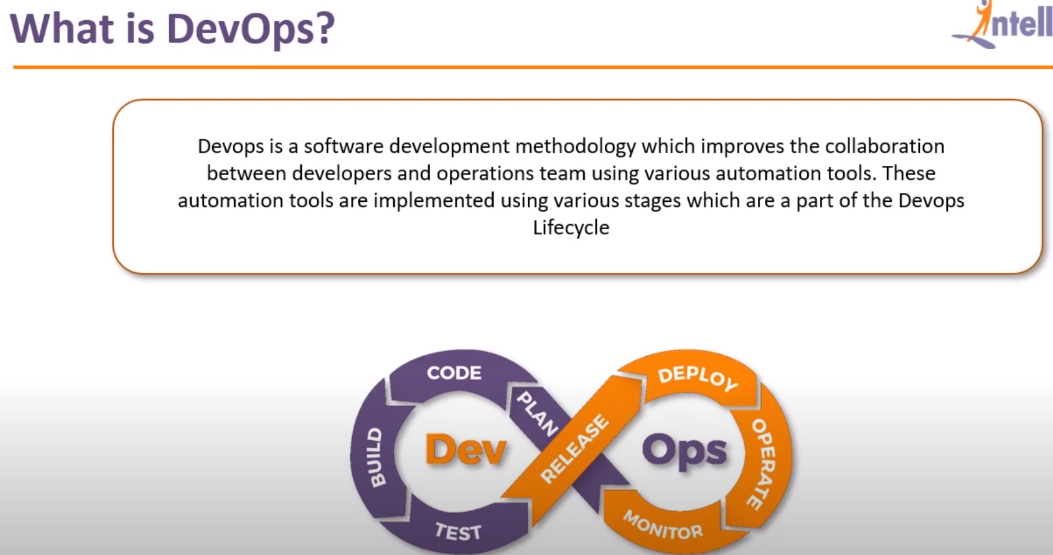 What is DevOps?
ntell
Devops is a software development methodology which improves the collaboration
between developers and operations team using various automation tools. These
automation tools are implemented using various stages which are a part of the Devops
Lifecycle
CODE
PLAN
BUILD
TEST
Dev
RELEASE
DEPLOY
OPERATE
MONITOR
Ops